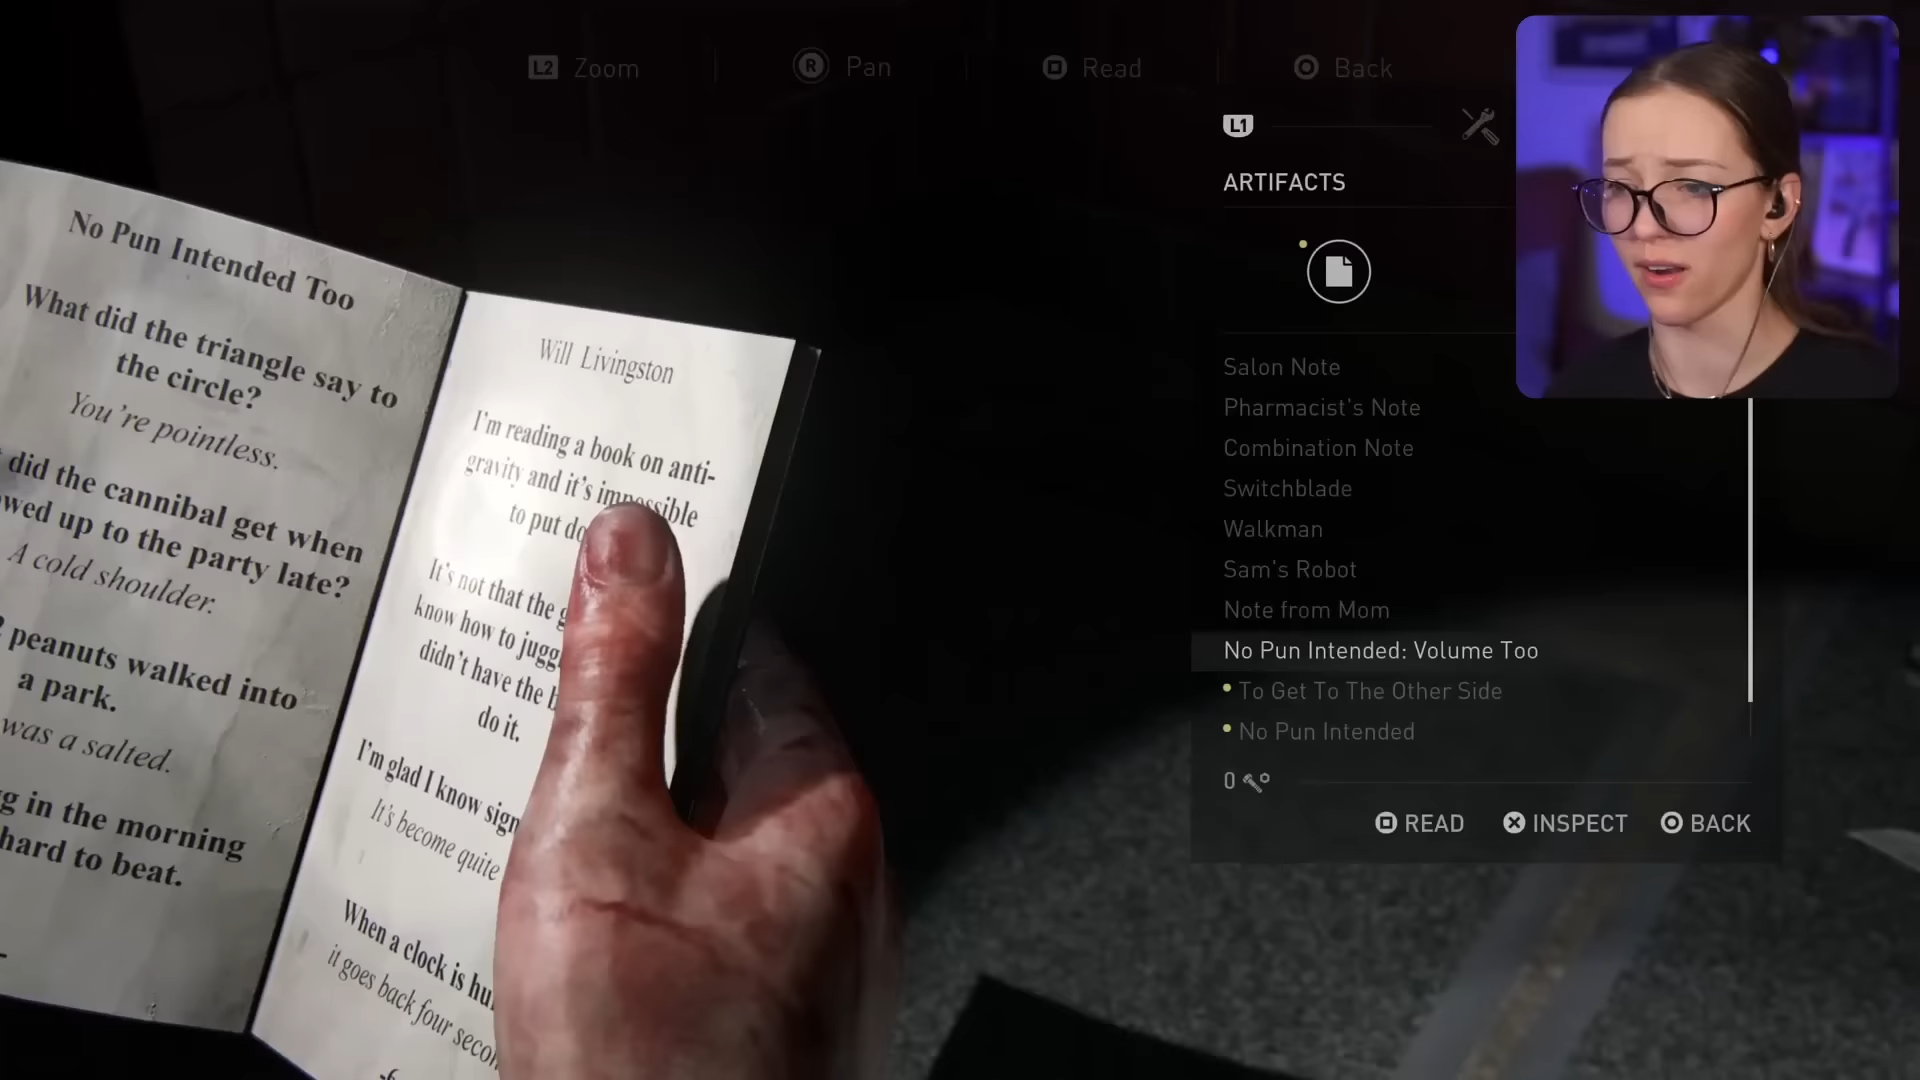 L2 Zoom
R Pan
Read
Back
L1
ARTIFACTS
Salon Note
Pharmacist's Note
Combination Note
Switchblade
Walkman
Sam's Robot
Note from Mom
No Pun Intended: Volume Too
To Get To The Other Side
No Pun Intended
0
READ
INSPECT
BACK
No Pun Intended Too
What did the triangle say to
the circle?
You're pointless.
did the cannibal get when
up to the party late?
A cold shoulder.
peanuts walked into
a park.
was a salted.
in the morning
hard to beat.
Will Livingston
I'm reading a book on anti-
gravity and it's impossible
to put
It's not that the
know how to
didn't have the
do it.
I'm glad I know sign
It's become quite
When a clock is
it goes back four